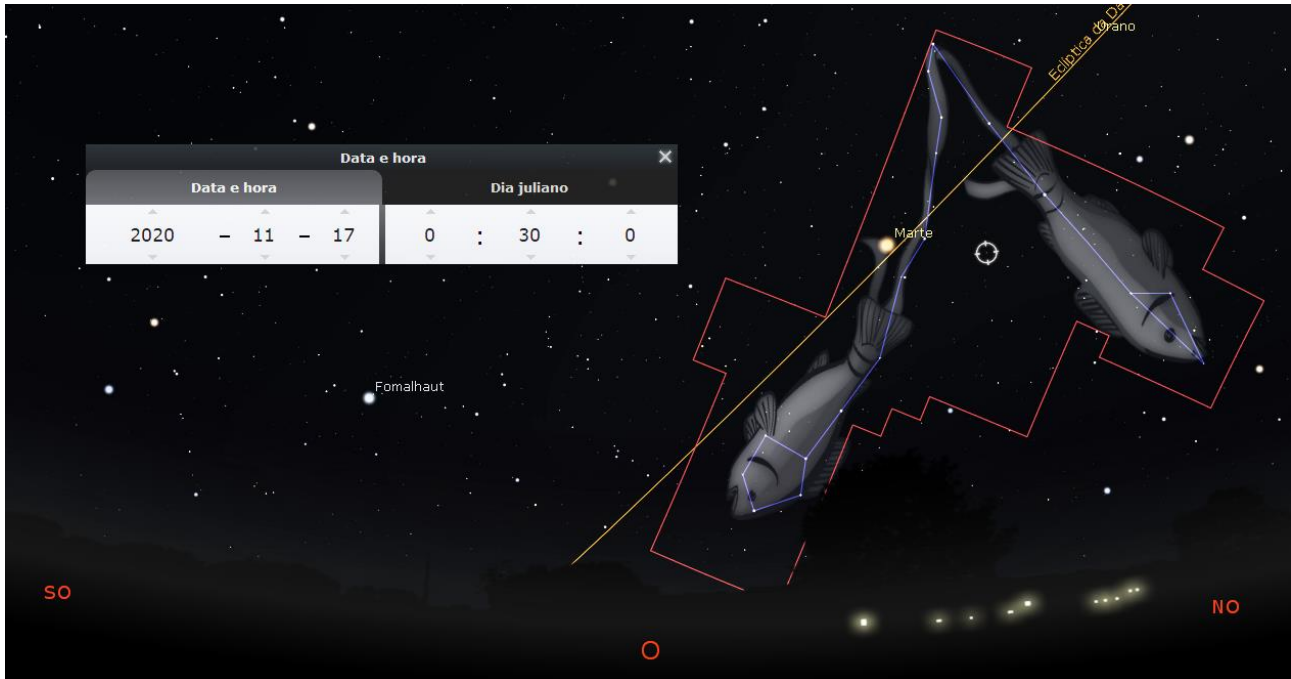 Eclíptica da Da
Urano
Data e hora
Data e hora Dia juliano
2020 - 11 - 17 0 : 30 : 0
Marte
Fomalhaut
SO
NO
O